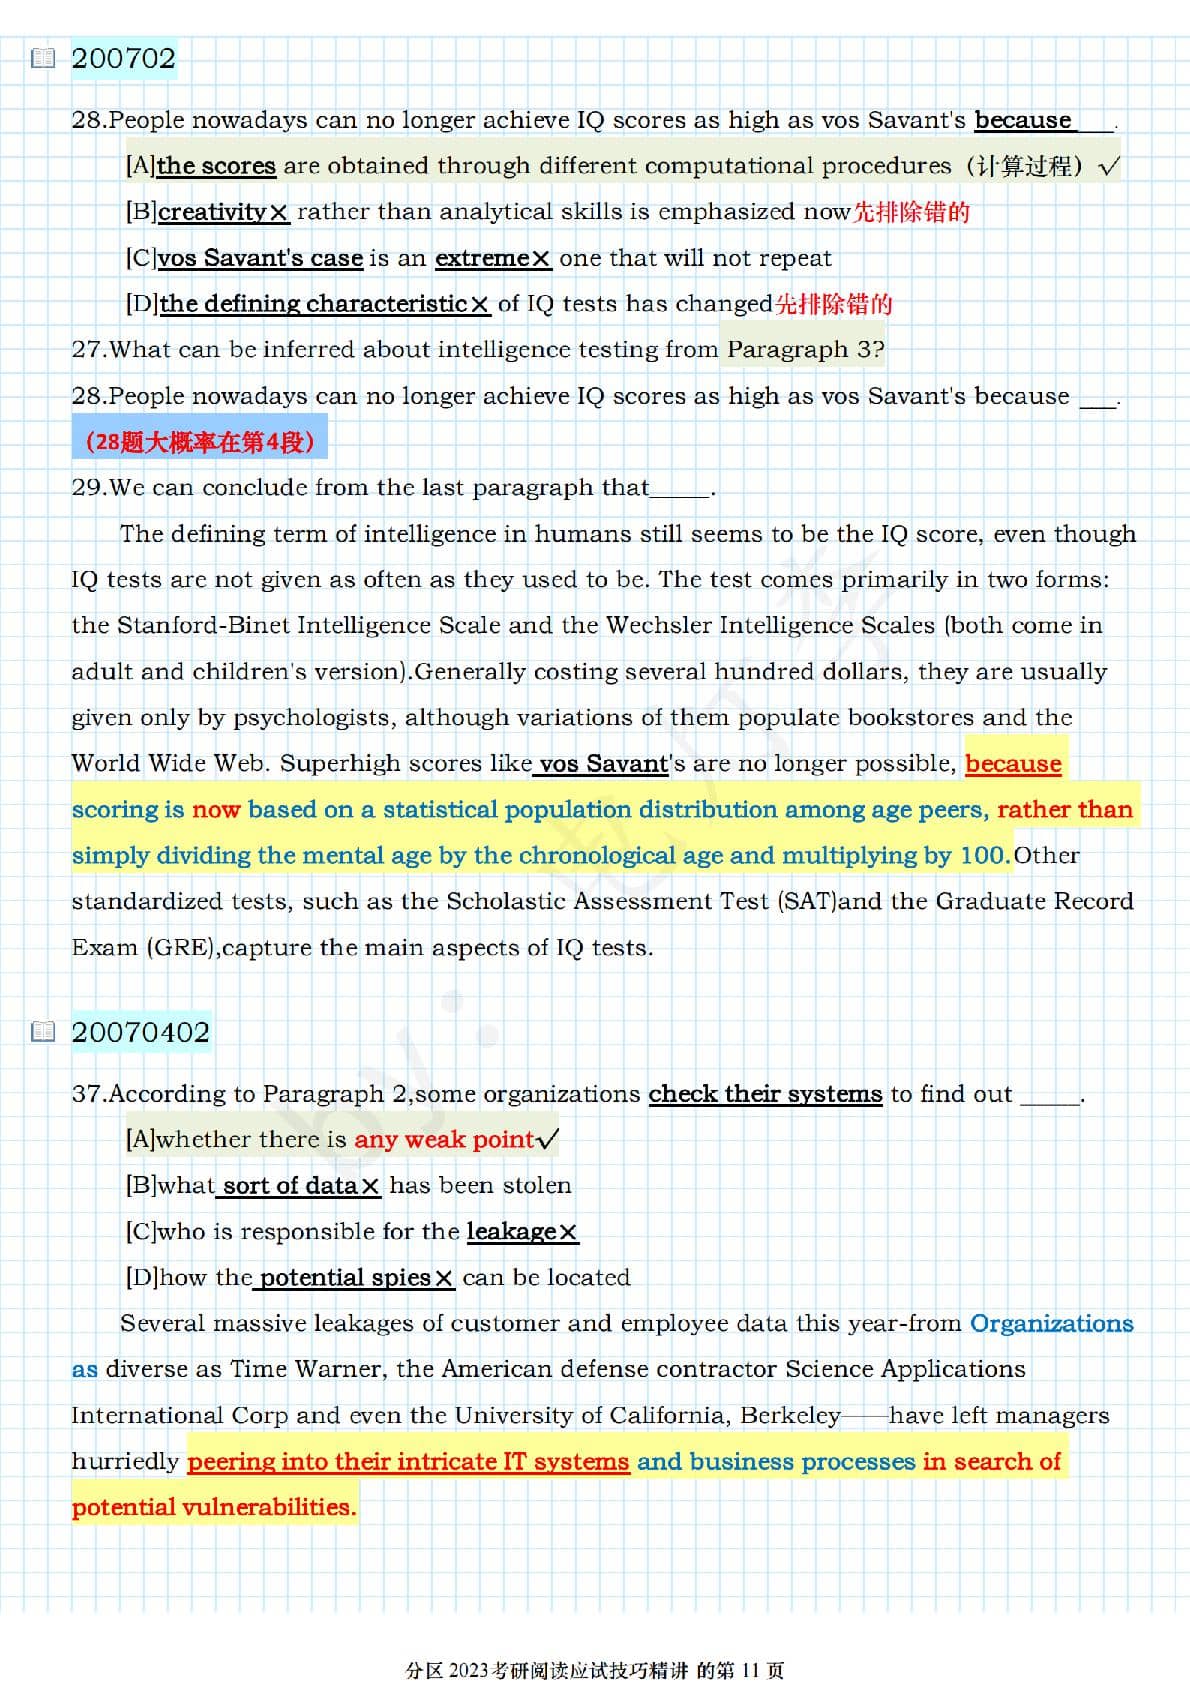 200702
28.People nowadays can no longer achieve IQ scores as high as vos Savant's because___.
[A]the scores are obtained through different computational procedures（计算过程）✓
[B]creativity✕ rather than analytical skills is emphasized now先排除错的
[C]vos Savant's case is an extreme✕ one that will not repeat
[D]the defining characteristic✕ of IQ tests has changed先排除错的
27.What can be inferred about intelligence testing from Paragraph 3?
28.People nowadays can no longer achieve IQ scores as high as vos Savant's because ___.
（28题大概率在第4段）
29.We can conclude from the last paragraph that_____.
The defining term of intelligence in humans still seems to be the IQ score, even though
IQ tests are not given as often as they used to be. The test comes primarily in two forms:
the Stanford-Binet Intelligence Scale and the Wechsler Intelligence Scales (both come in
adult and children's version).Generally costing several hundred dollars, they are usually
given only by psychologists, although variations of them populate bookstores and the
World Wide Web. Superhigh scores like vos Savant's are no longer possible, because
scoring is now based on a statistical population distribution among age peers, rather than
simply dividing the mental age by the chronological age and multiplying by 100.Other
standardized tests, such as the Scholastic Assessment Test (SAT)and the Graduate Record
Exam (GRE),capture the main aspects of IQ tests.
20070402
37.According to Paragraph 2,some organizations check their systems to find out _____.
[A]whether there is any weak point✓
[B]what sort of data✕ has been stolen
[C]who is responsible for the leakage✕
[D]how the potential spies✕ can be located
Several massive leakages of customer and employee data this year-from Organizations
as diverse as Time Warner, the American defense contractor Science Applications
International Corp and even the University of California, Berkeley——have left managers
hurriedly peering into their intricate IT systems and business processes in search of
potential vulnerabilities.
分区 2023考研阅读应试技巧精讲 的第 11 页